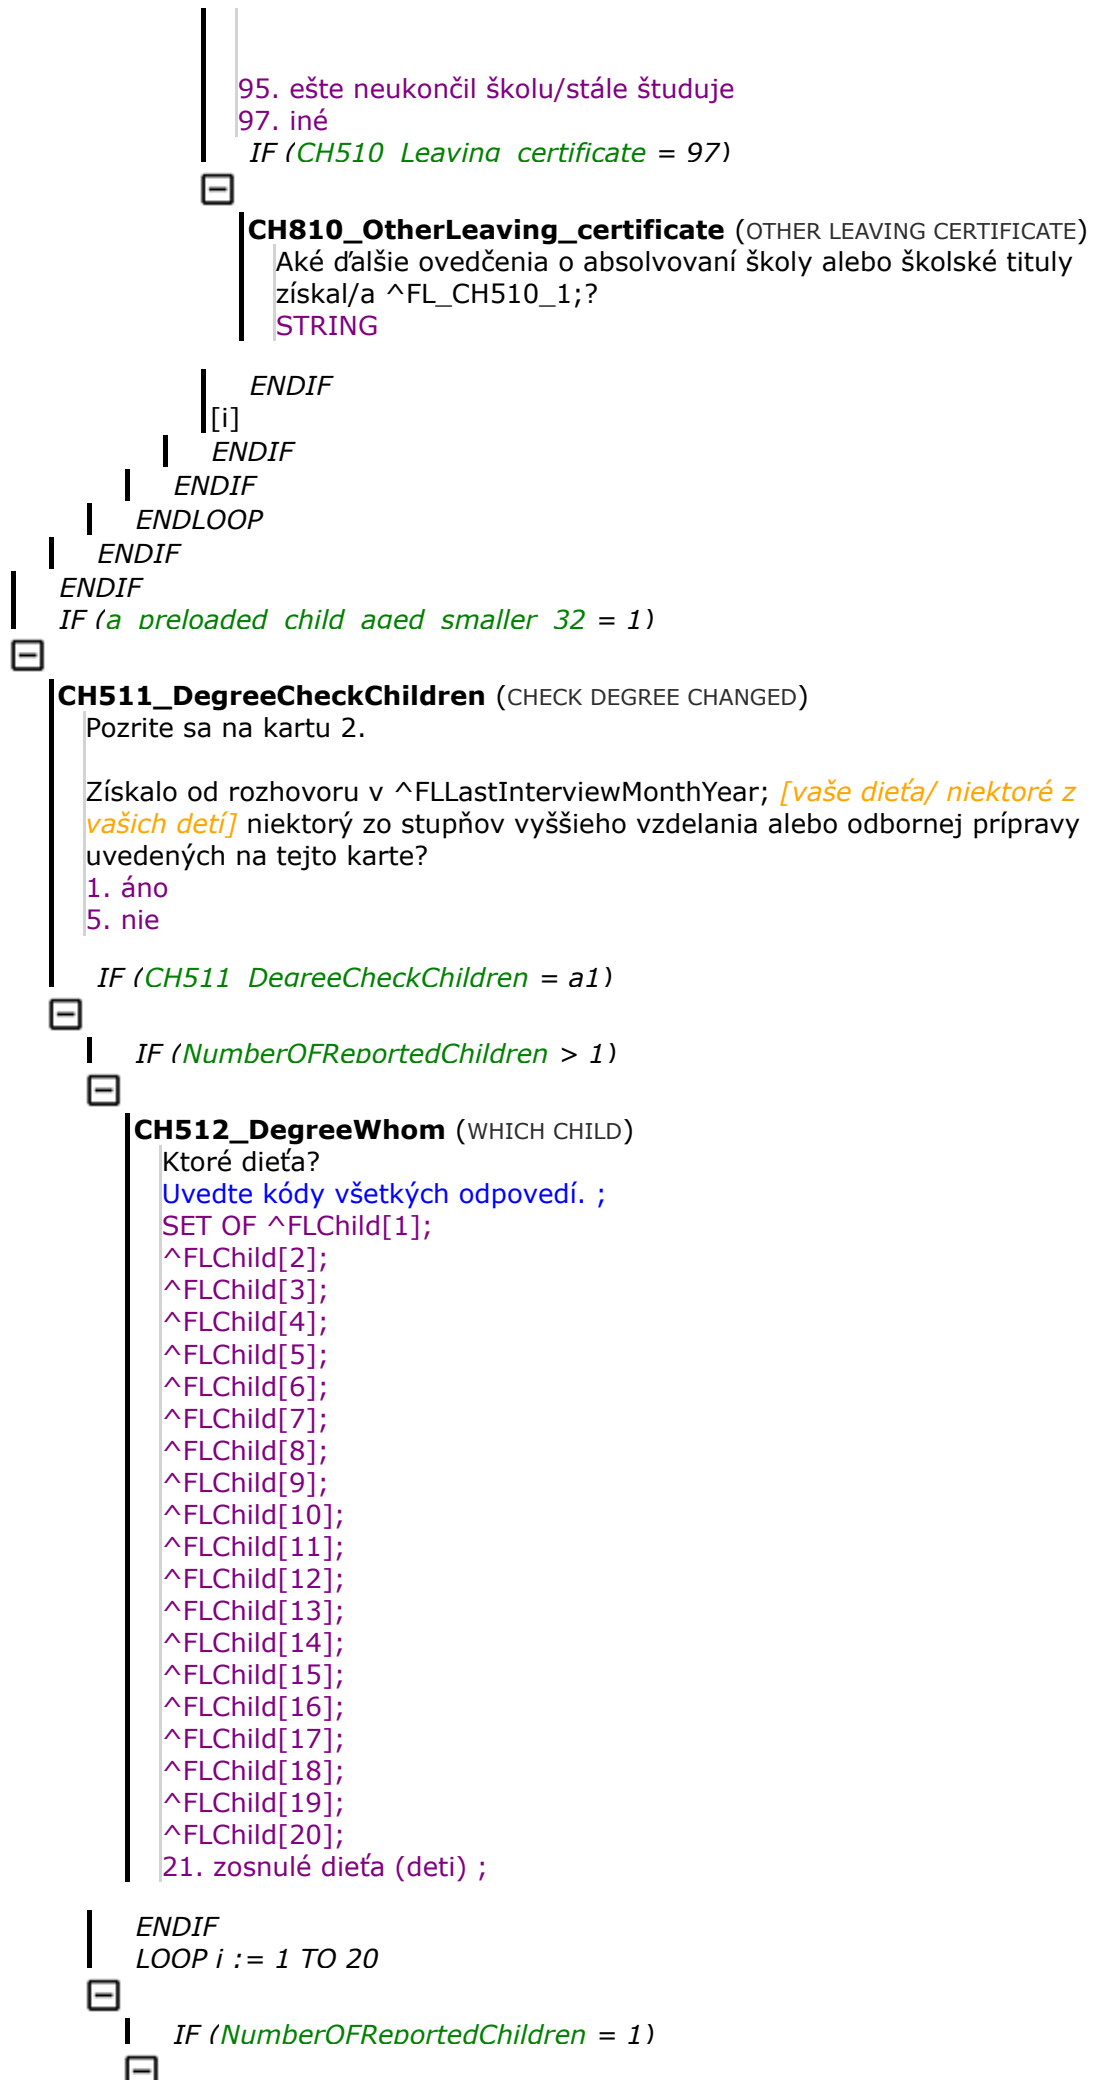 95. ešte neukončil školu/stále študuje
97. iné
IF (CH510_Leaving_certificate = 97)
CH810_OtherLeaving_certificate (OTHER LEAVING CERTIFICATE)
Aké ďalšie ovedčenia o absolvovaní školy alebo školské tituly
získal/a ^FL_CH510_1;?
STRING
ENDIF
[i]
ENDIF
ENDIF
ENDLOOP
ENDIF
ENDIF
IF (a_preloaded_child_aged_smaller_32 = 1)
CH511_DegreeCheckChildren (CHECK DEGREE CHANGED)
Pozrite sa na kartu 2.
Získalo od rozhovoru v ^FLLastInterviewMonthYear; [vaše dieťa/ niektoré z
vašich detí] niektorý zo stupňov vyššieho vzdelania alebo odbornej prípravy
uvedených na tejto karte?
1. áno
5. nie
IF (CH511_DegreeCheckChildren = a1)
IF (NumberOFReportedChildren > 1)
CH512_DegreeWhom (WHICH CHILD)
Ktoré dieťa?
Uvedte kódy všetkých odpovedí. ;
SET OF ^FLChild[1];
^FLChild[2];
^FLChild[3];
^FLChild[4];
^FLChild[5];
^FLChild[6];
^FLChild[7];
^FLChild[8];
^FLChild[9];
^FLChild[10];
^FLChild[11];
^FLChild[12];
^FLChild[13];
^FLChild[14];
^FLChild[15];
^FLChild[16];
^FLChild[17];
^FLChild[18];
^FLChild[19];
^FLChild[20];
21. zosnulé dieťa (deti) ;
ENDIF
LOOP i := 1 TO 20
IF (NumberOFReportedChildren = 1)